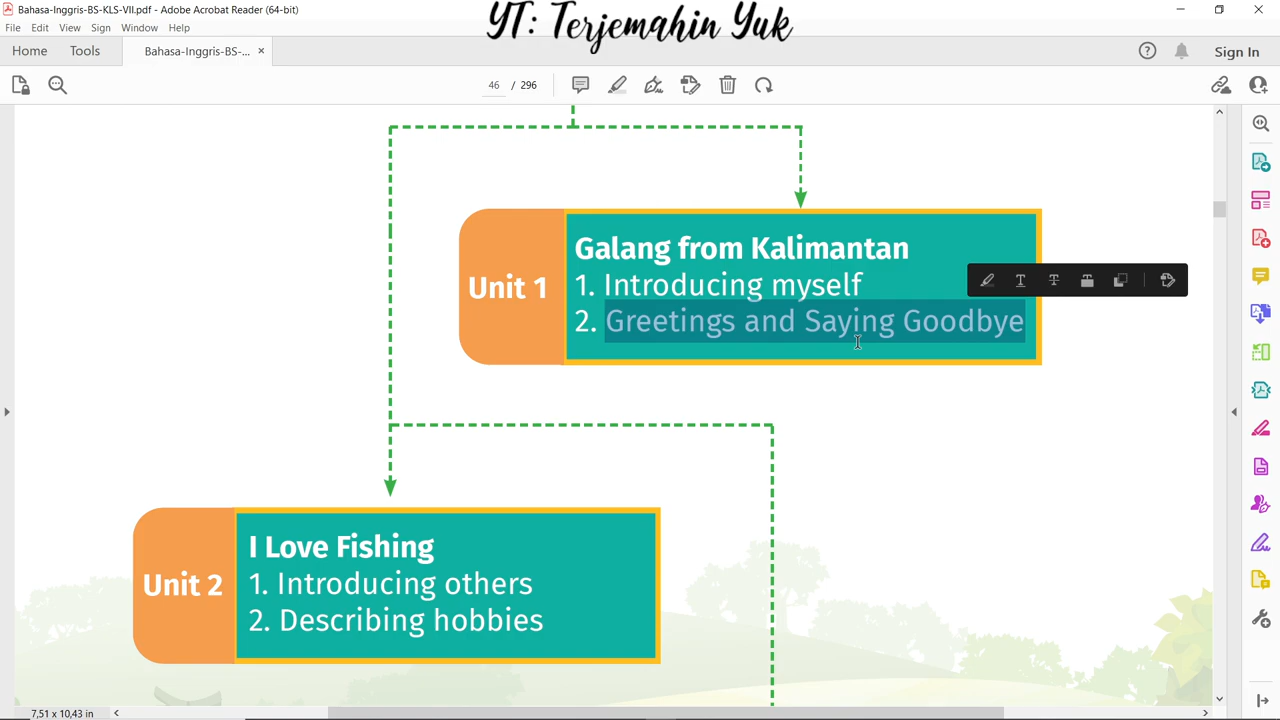 Bahasa-Inggris-BS-KLS-VII.pdf - Adobe Acrobat Reader (64-bit)
YT: Terjemahin Yuk
File Edit View Sign Window Help
Home Tools Bahasa-Inggris-BS-... × Sign In
46 / 296
Galang from Kalimantan
Unit 1
1. Introducing myself
2. Greetings and Saying Goodbye
I Love Fishing
Unit 2
1. Introducing others
2. Describing hobbies
7,51 x 10,23 in